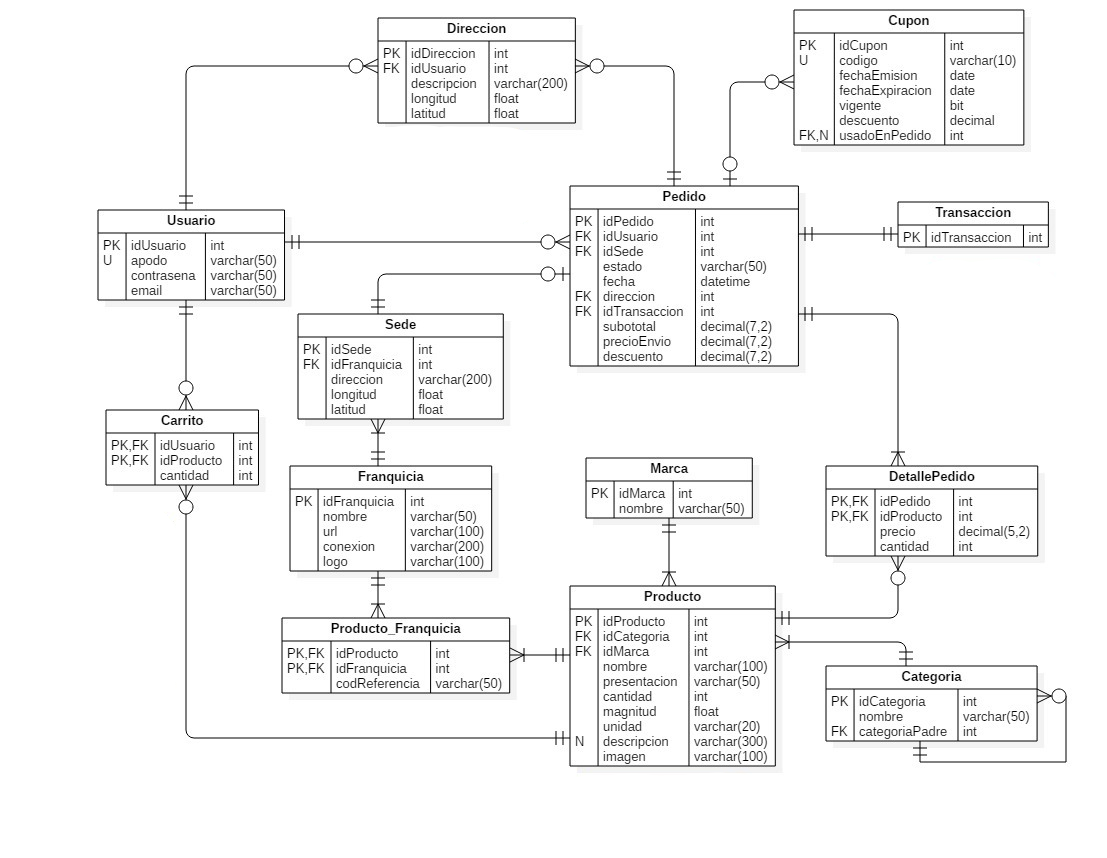 Direccion
PK idDireccion int
FK idUsuario int
descripcion varchar(200)
longitud float
latitud float
Cupon
PK idCupon int
U codigo varchar(10)
fechaEmision date
fechaExpiracion date
vigente bit
descuento decimal
FK,N usadoEnPedido int
Usuario
PK idUsuario int
U apodo varchar(50)
contrasena varchar(50)
email varchar(50)
Pedido
PK idPedido int
FK idUsuario int
FK idSede int
estado varchar(50)
fecha datetime
FK direccion int
FK idTransaccion int
subototal decimal(7,2)
precioEnvio decimal(7,2)
descuento decimal(7,2)
Transaccion
PK idTransaccion int
Sede
PK idSede int
FK idFranquicia int
direccion varchar(200)
longitud float
latitud float
Carrito
PK,FK idUsuario int
PK,FK idProducto int
cantidad int
Franquicia
PK idFranquicia int
nombre varchar(50)
url varchar(100)
conexion varchar(200)
logo varchar(100)
Marca
PK idMarca int
nombre varchar(50)
DetallePedido
PK,FK idPedido int
PK,FK idProducto int
precio decimal(5,2)
cantidad int
Producto_Franquicia
PK,FK idProducto int
PK,FK idFranquicia int
codReferencia varchar(50)
Producto
PK idProducto int
FK idCategoria int
FK idMarca int
nombre varchar(100)
presentacion varchar(50)
cantidad int
magnitud float
unidad varchar(20)
N descripcion varchar(300)
imagen varchar(100)
Categoria
PK idCategoria int
nombre varchar(50)
FK categoriaPadre int